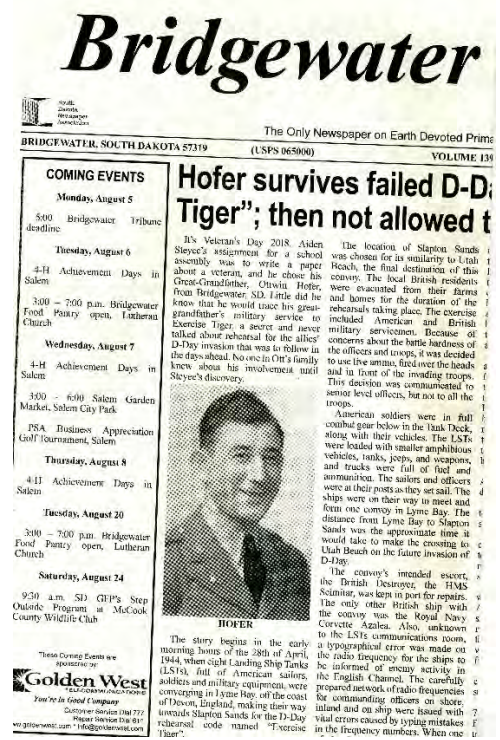 Bridgewater
South
Dakota
Newspaper
Association
The Only Newspaper on Earth Devoted Prima
BRIDGEWATER, SOUTH DAKOTA 57319
(USPS 065000)
VOLUME 139
COMING EVENTS
Monday, August 5
5:00 Bridgewater Tribune
deadline
Tuesday, August 6
4-H Achievement Days in
Salem
3:00 – 7:00 p.m. Bridgewater
Food Pantry open, Lutheran
Church
Wednesday, August 7
4-H Achievement Days in
Salem
3:00 – 6:00 Salem Garden
Market, Salem City Park
PSA Business Appreciation
Golf Tournament, Salem
Thursday, August 8
4-H Achievement Days in
Salem
Tuesday, August 20
3:00 – 7:00 p.m. Bridgewater
Food Pantry open, Lutheran
Church
Saturday, August 24
9:30 a.m. SD GFP's Step
Outside Program at McCook
County Wildlife Club
These Coming Events are
sponsored by
Golden West
TELECOMMUNICATIONS
You're In Good Company
Customer Service Dial 777
Repair Service Dial 611
w.goldenwest.com * info@goldenwest.com
Hofer survives failed D-Da
Tiger"; then not allowed t
It's Veteran's Day 2018. Aiden
Steyee's assignment for a school
assembly was to write a paper
about a veteran, and he chose his
Great-Grandfather, Ottwin Hofer,
from Bridgewater, SD. Little did he
know that he would trace his great-
grandfather's military service to
Exercise Tiger, a secret and never
talked about rehearsal for the allies'
D-Day invasion that was to follow in
the days ahead. No one in Ott's family
knew about his involvement until
Steyee's discovery.
HOFER
The story begins in the early
morning hours of the 28th of April,
1944, when eight Landing Ship Tanks
(LSTs), full of American sailors,
soldiers and military equipment, were
converging in Lyme Bay, off the coast
of Devon, England, making their way
towards Slapton Sands for the D-Day
rehearsal code named "Exercise
Tiger".
The location of Slapton Sands
was chosen for its similarity to Utah
Beach, the final destination of this
convoy. The local British residents
were evacuated from their farms
and homes for the duration of the
rehearsals taking place. The exercise
included American and British
military servicemen. Because of
concerns about the battle hardness of
the officers and troops, it was decided
to use live ammo, fired over the heads
and in front of the invading troops.
This decision was communicated to
senior level officers, but not to all the
troops.
American soldiers were in full
combat gear below in the Tank Deck,
along with their vehicles. The LSTs
were loaded with smaller amphibious
vehicles, tanks, jeeps, and weapons,
and trucks were full of fuel and
ammunition. The sailors and officers
were at their posts as they set sail. The
ships were on their way to meet and
form one convoy in Lyme Bay. The
distance from Lyme Bay to Slapton
Sands was the approximate time it
would take to make the crossing to
Utah Beach on the future invasion of
D-Day.
The convoy's intended escort,
the British Destroyer, the HMS
Scimitar, was kept in port for repairs.
The only other British ship with
the convoy was the Royal Navy
Corvette Azalea. Also, unknown
to the LSTs communications room,
a typographical error was made on
the radio frequency for the ships to
be informed of enemy activity in
the English Channel. The carefully
prepared network of radio frequencies
for commanding officers on shore,
inland and on ship were issued with
vital errors caused by typing mistakes
in the frequency numbers. When one